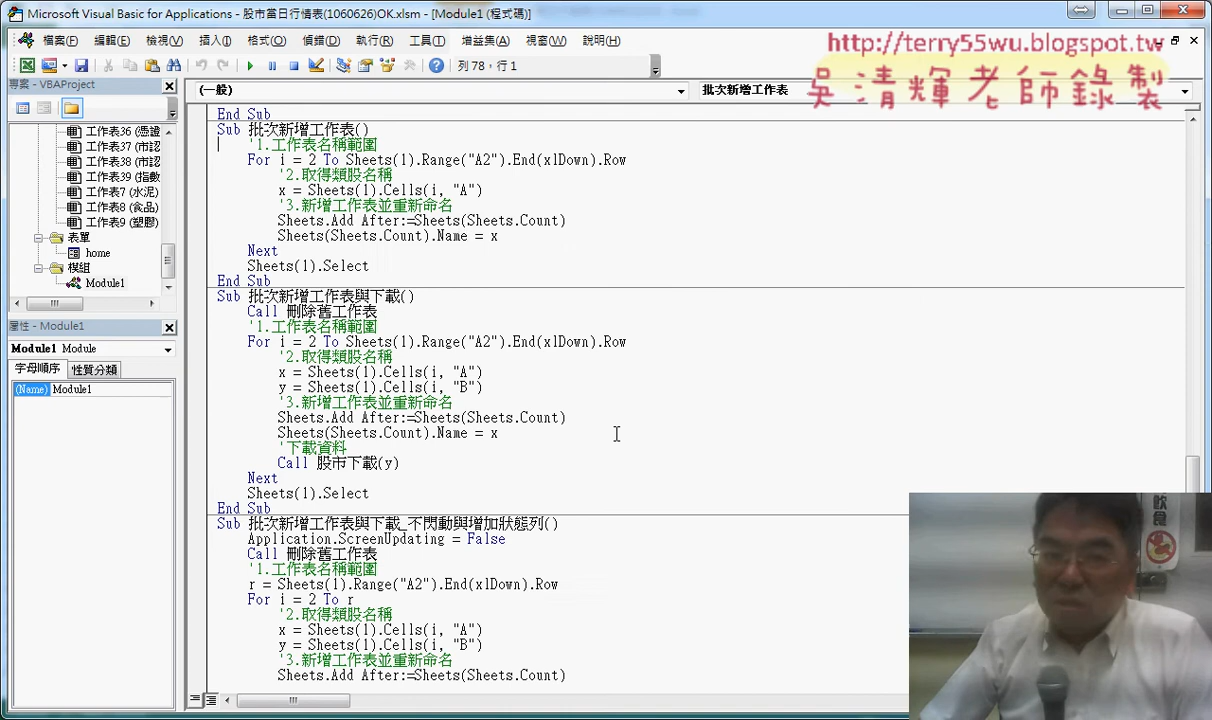 Microsoft Visual Basic for Applications - 股市當日行情表(1060626)OK.xlsm - [Module1 (程式碼)]
檔案(F) 編輯(E) 檢視(V) 插入(I) 格式(O) 偵錯(D) 執行(R) 工具(T) 增益集(A) 視窗(W) 說明(H)
http://terry55wu.blogspot.tw
吳清輝老師錄製
列 78，行 1
專案 - VBAProject
(一般)
批次新增工作表
工作表36 (憑證
工作表37 (市認
工作表38 (市認
工作表39 (指數
工作表7 (水泥)
工作表8 (食品)
工作表9 (塑膠)
表單
home
模組
Module1
屬性 - Module1
Module1 Module
字母順序 性質分類
(Name) Module1
End Sub
Sub 批次新增工作表()
'1.工作表名稱範圍
For i = 2 To Sheets(1).Range("A2").End(xlDown).Row
'2.取得類股名稱
x = Sheets(1).Cells(i, "A")
'3.新增工作表並重新命名
Sheets.Add After:=Sheets(Sheets.Count)
Sheets(Sheets.Count).Name = x
Next
Sheets(1).Select
End Sub
Sub 批次新增工作表與下載()
Call 刪除舊工作表
'1.工作表名稱範圍
For i = 2 To Sheets(1).Range("A2").End(xlDown).Row
'2.取得類股名稱
x = Sheets(1).Cells(i, "A")
y = Sheets(1).Cells(i, "B")
'3.新增工作表並重新命名
Sheets.Add After:=Sheets(Sheets.Count)
Sheets(Sheets.Count).Name = x
'下載資料
Call 股市下載(y)
Next
Sheets(1).Select
End Sub
Sub 批次新增工作表與下載_不閃動與增加狀態列()
Application.ScreenUpdating = False
Call 刪除舊工作表
'1.工作表名稱範圍
r = Sheets(1).Range("A2").End(xlDown).Row
For i = 2 To r
'2.取得類股名稱
x = Sheets(1).Cells(i, "A")
y = Sheets(1).Cells(i, "B")
'3.新增工作表並重新命名
Sheets.Add After:=Sheets(Sheets.Count)
飲食